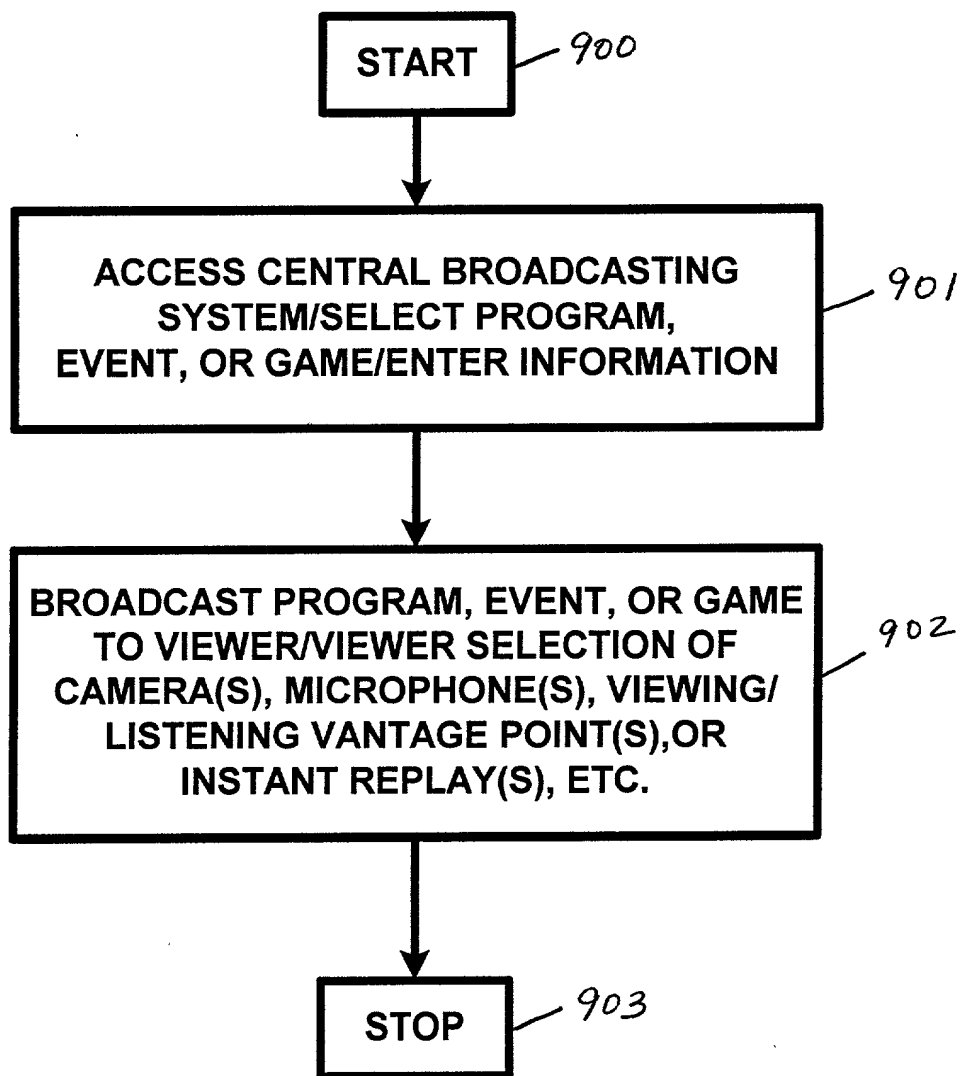 START
900
ACCESS CENTRAL BROADCASTING
SYSTEM/SELECT PROGRAM,
EVENT, OR GAME/ENTER INFORMATION
901
BROADCAST PROGRAM, EVENT, OR GAME
TO VIEWER/VIEWER SELECTION OF
CAMERA(S), MICROPHONE(S), VIEWING/
LISTENING VANTAGE POINT(S),OR
INSTANT REPLAY(S), ETC.
902
STOP
903